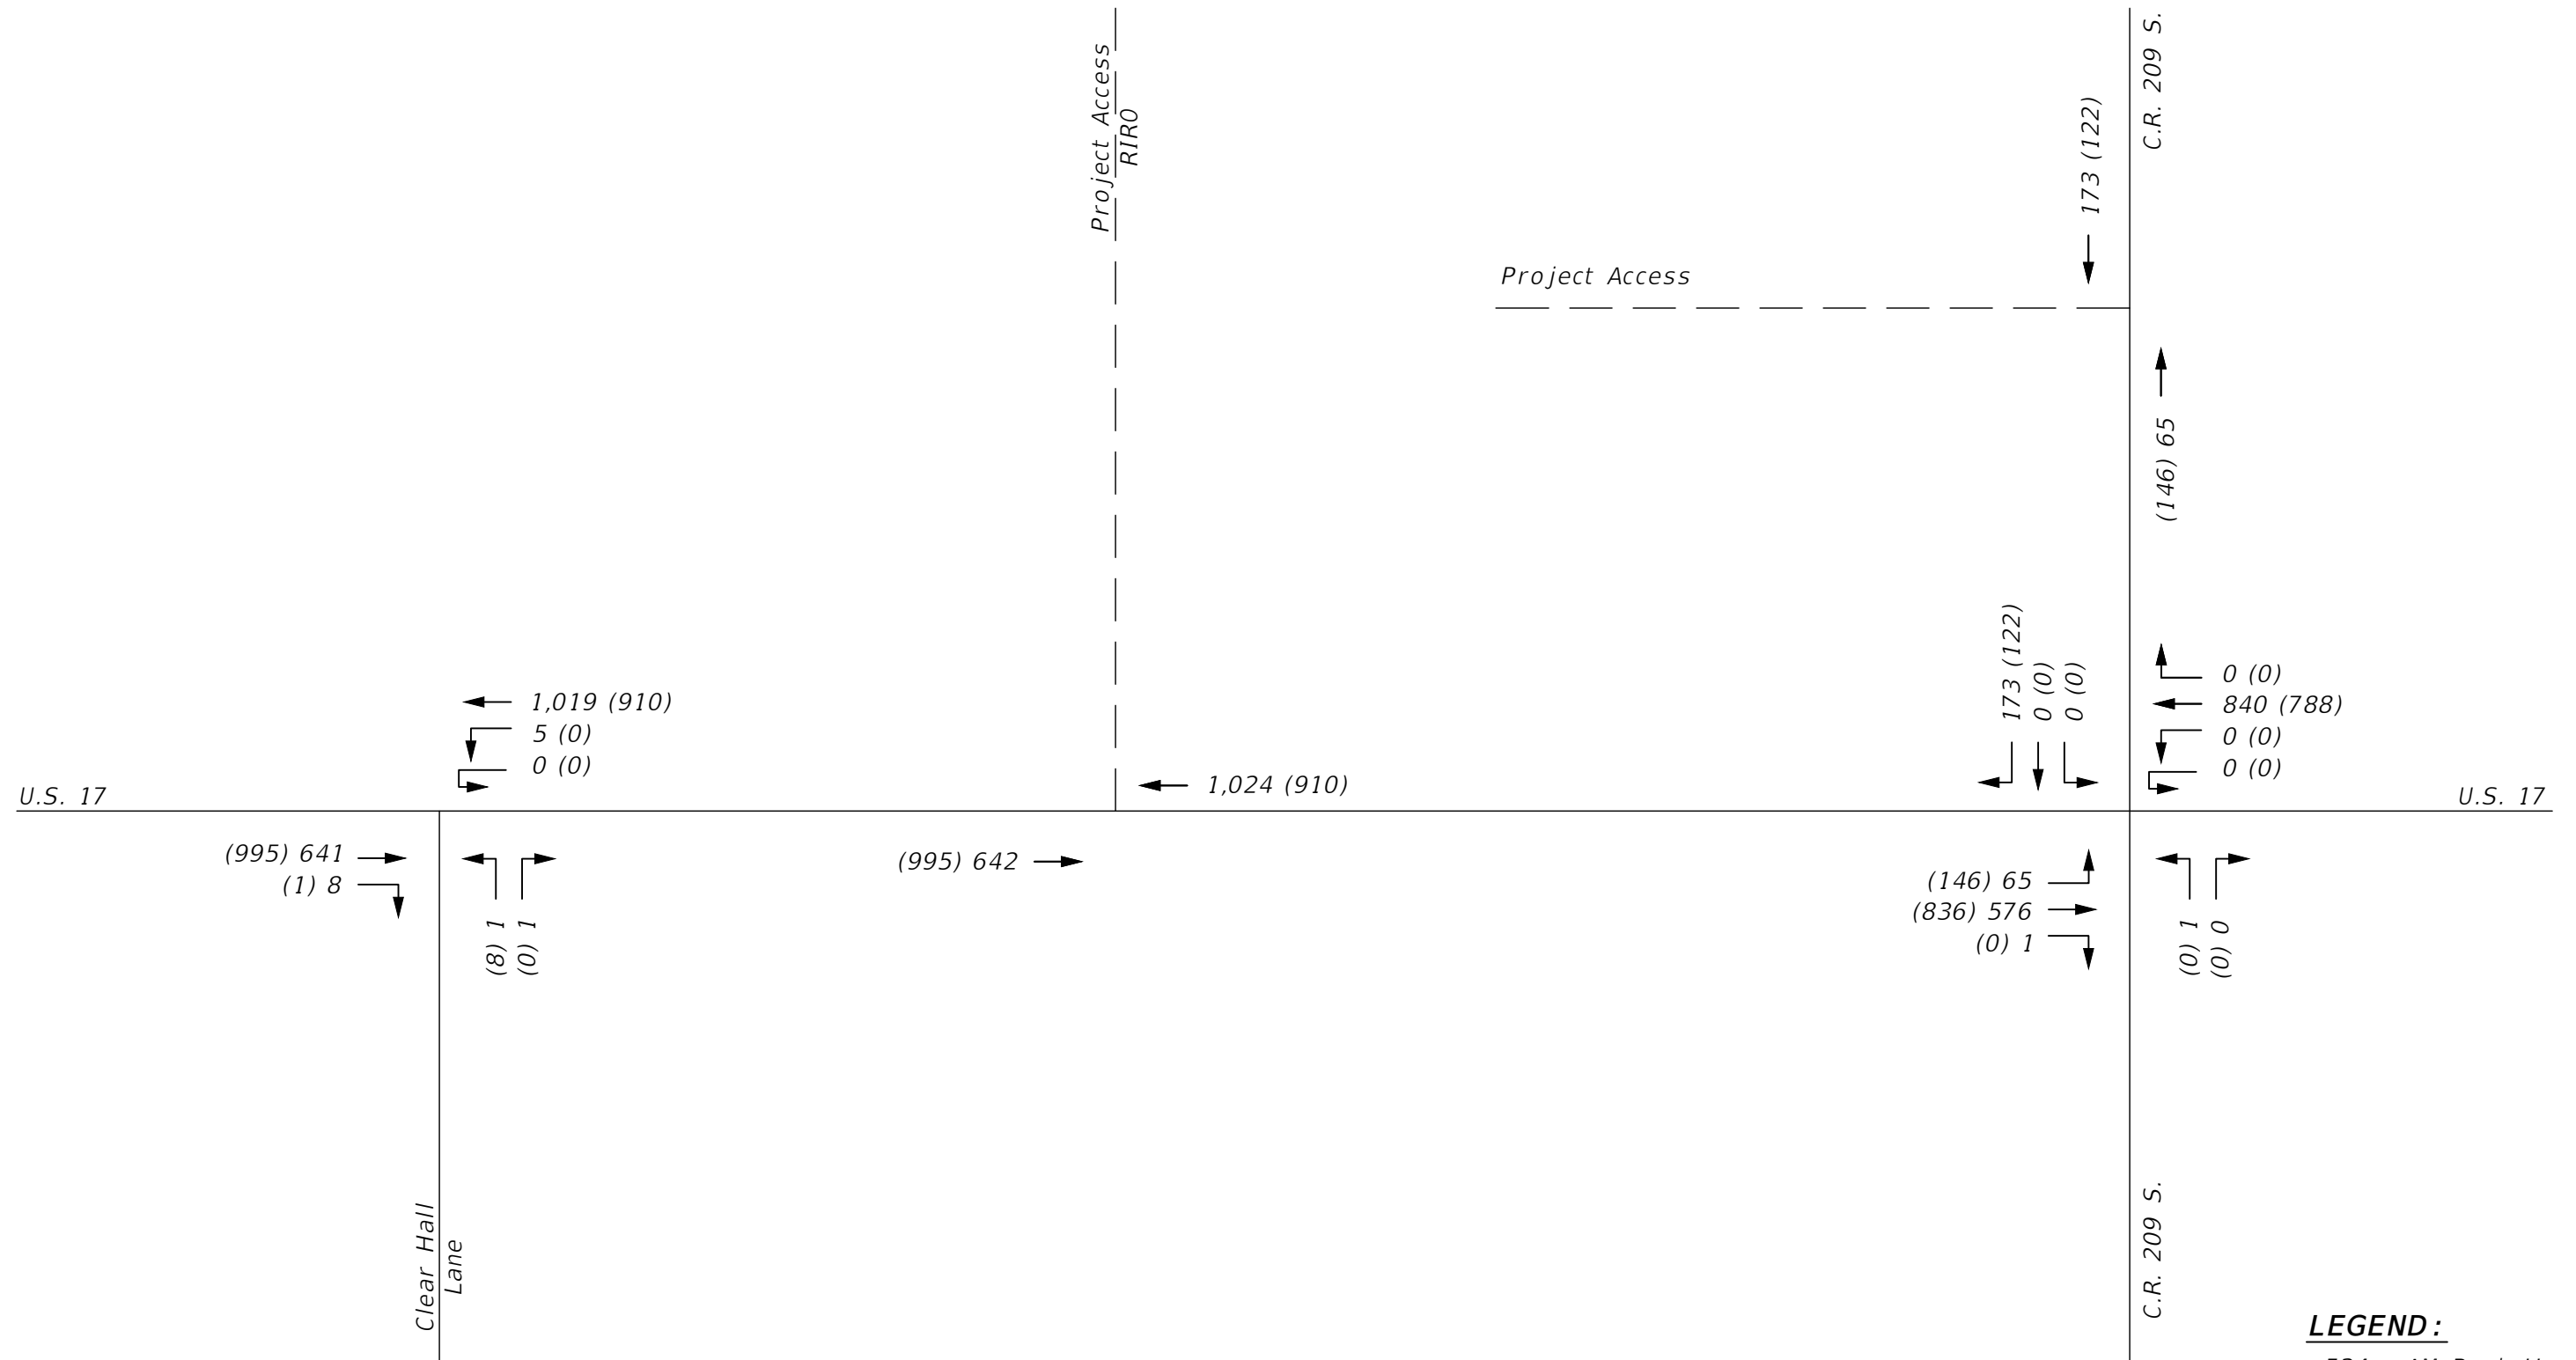 C.R. 209 S.
Project Access
RIRO
173 (122)
Project Access
(146) 65
173 (122)
0 (0)
0 (0)
0 (0)
840 (788)
0 (0)
0 (0)
1,019 (910)
5 (0)
0 (0)
1,024 (910)
U.S. 17
U.S. 17
(995) 641
(1) 8
(8) 1
(0) 1
(995) 642
(146) 65
(836) 576
(0) 1
(0) 1
(0) 0
Clear Hall
Lane
C.R. 209 S.
LEGEND: